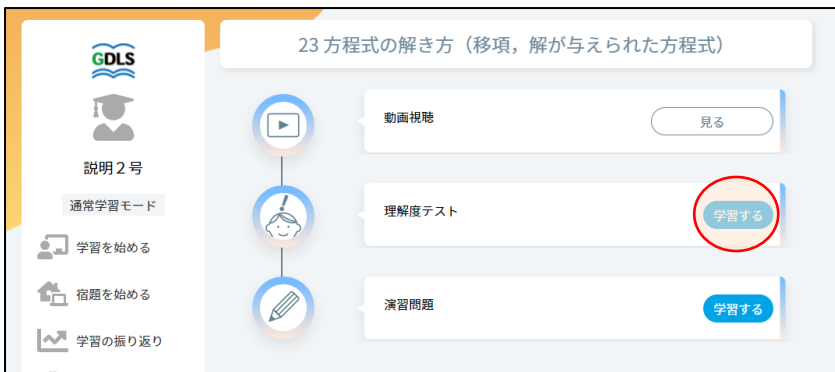 GDLS
説明２号
通常学習モード
学習を始める
宿題を始める
学習の振り返り
23 方程式の解き方（移項，解が与えられた方程式）
動画視聴
見る
理解度テスト
学習する
演習問題
学習する